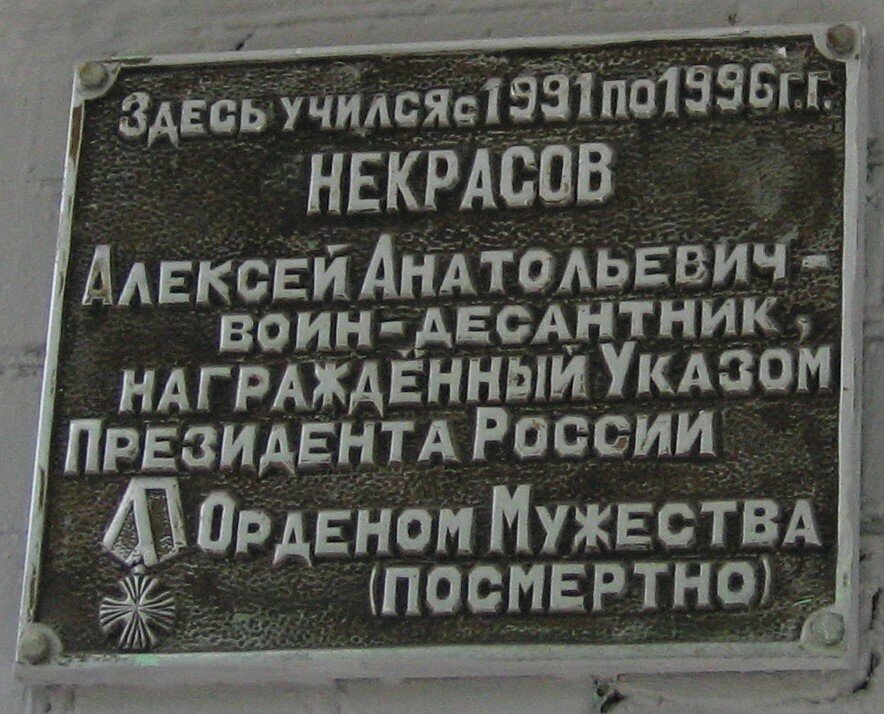 Здесь учился с 1991 по 1996 г.г.
НЕКРАСОВ
Алексей Анатольевич -
воин-десантник,
награждённый Указом
Президента России
Орденом Мужества
(посмертно)